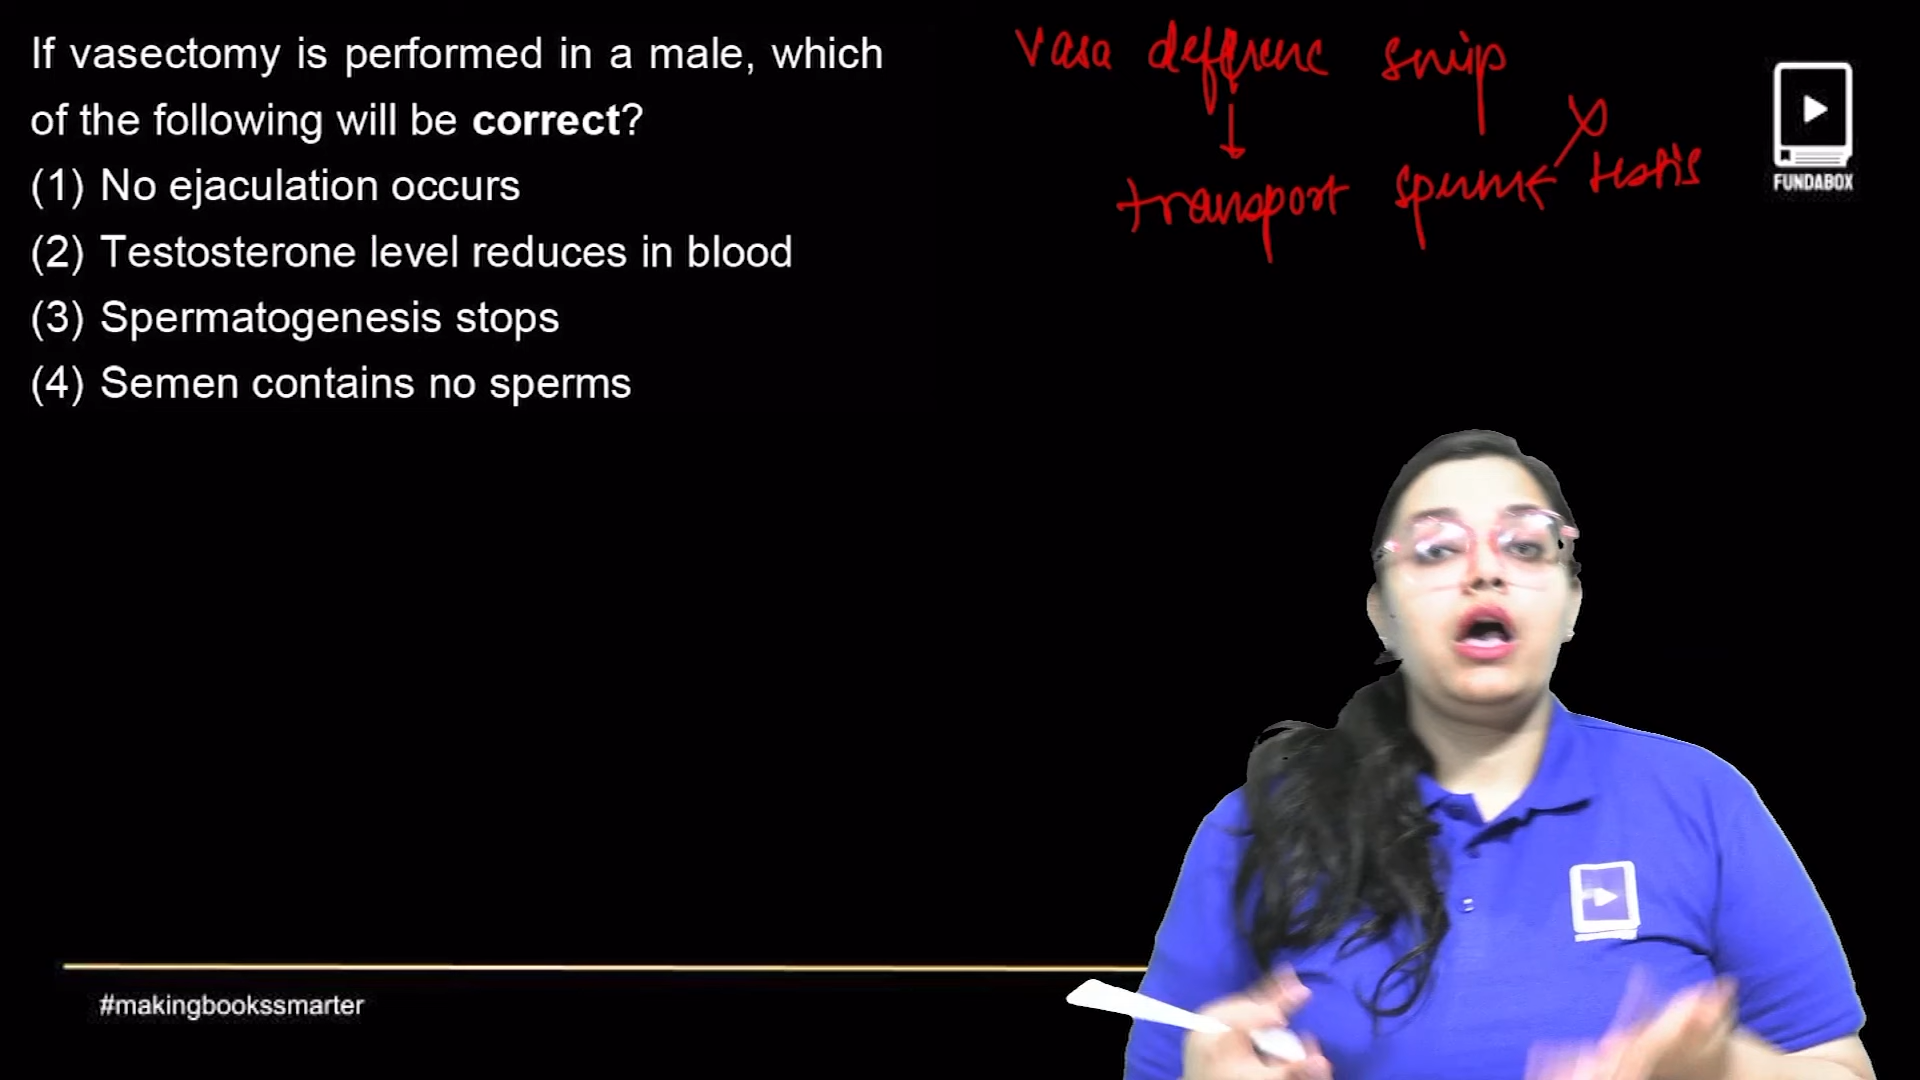 If vasectomy is performed in a male, which
of the following will be correct?
(1) No ejaculation occurs
(2) Testosterone level reduces in blood
(3) Spermatogenesis stops
(4) Semen contains no sperms
vasa deferenc snip
transport sperms testis
FUNDABOX
#makingbookssmarter